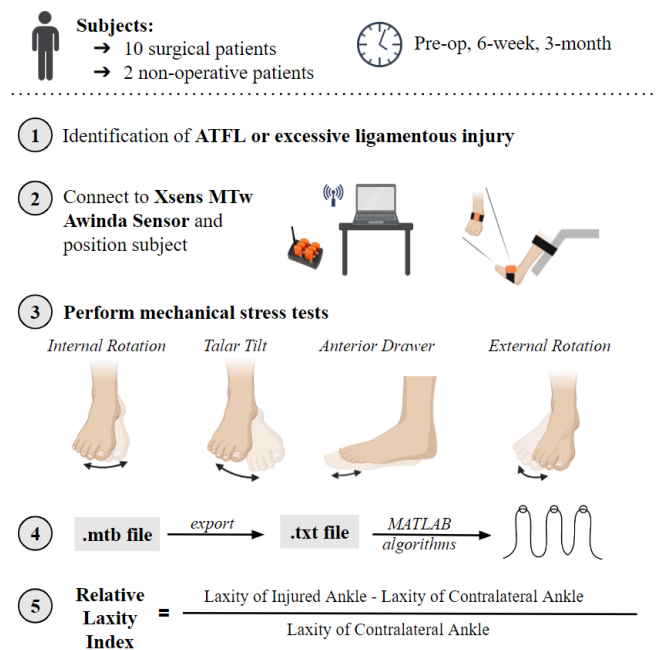 Subjects:
➔ 10 surgical patients
➔ 2 non-operative patients
Pre-op, 6-week, 3-month
1 Identification of ATFL or excessive ligamentous injury
2 Connect to Xsens MTw
Awinda Sensor and
position subject
3 Perform mechanical stress tests
Internal Rotation Talar Tilt Anterior Drawer External Rotation
4 .mtb file export .txt file MATLAB
algorithms
5 Relative
Laxity
Index
=
Laxity of Injured Ankle - Laxity of Contralateral Ankle
Laxity of Contralateral Ankle